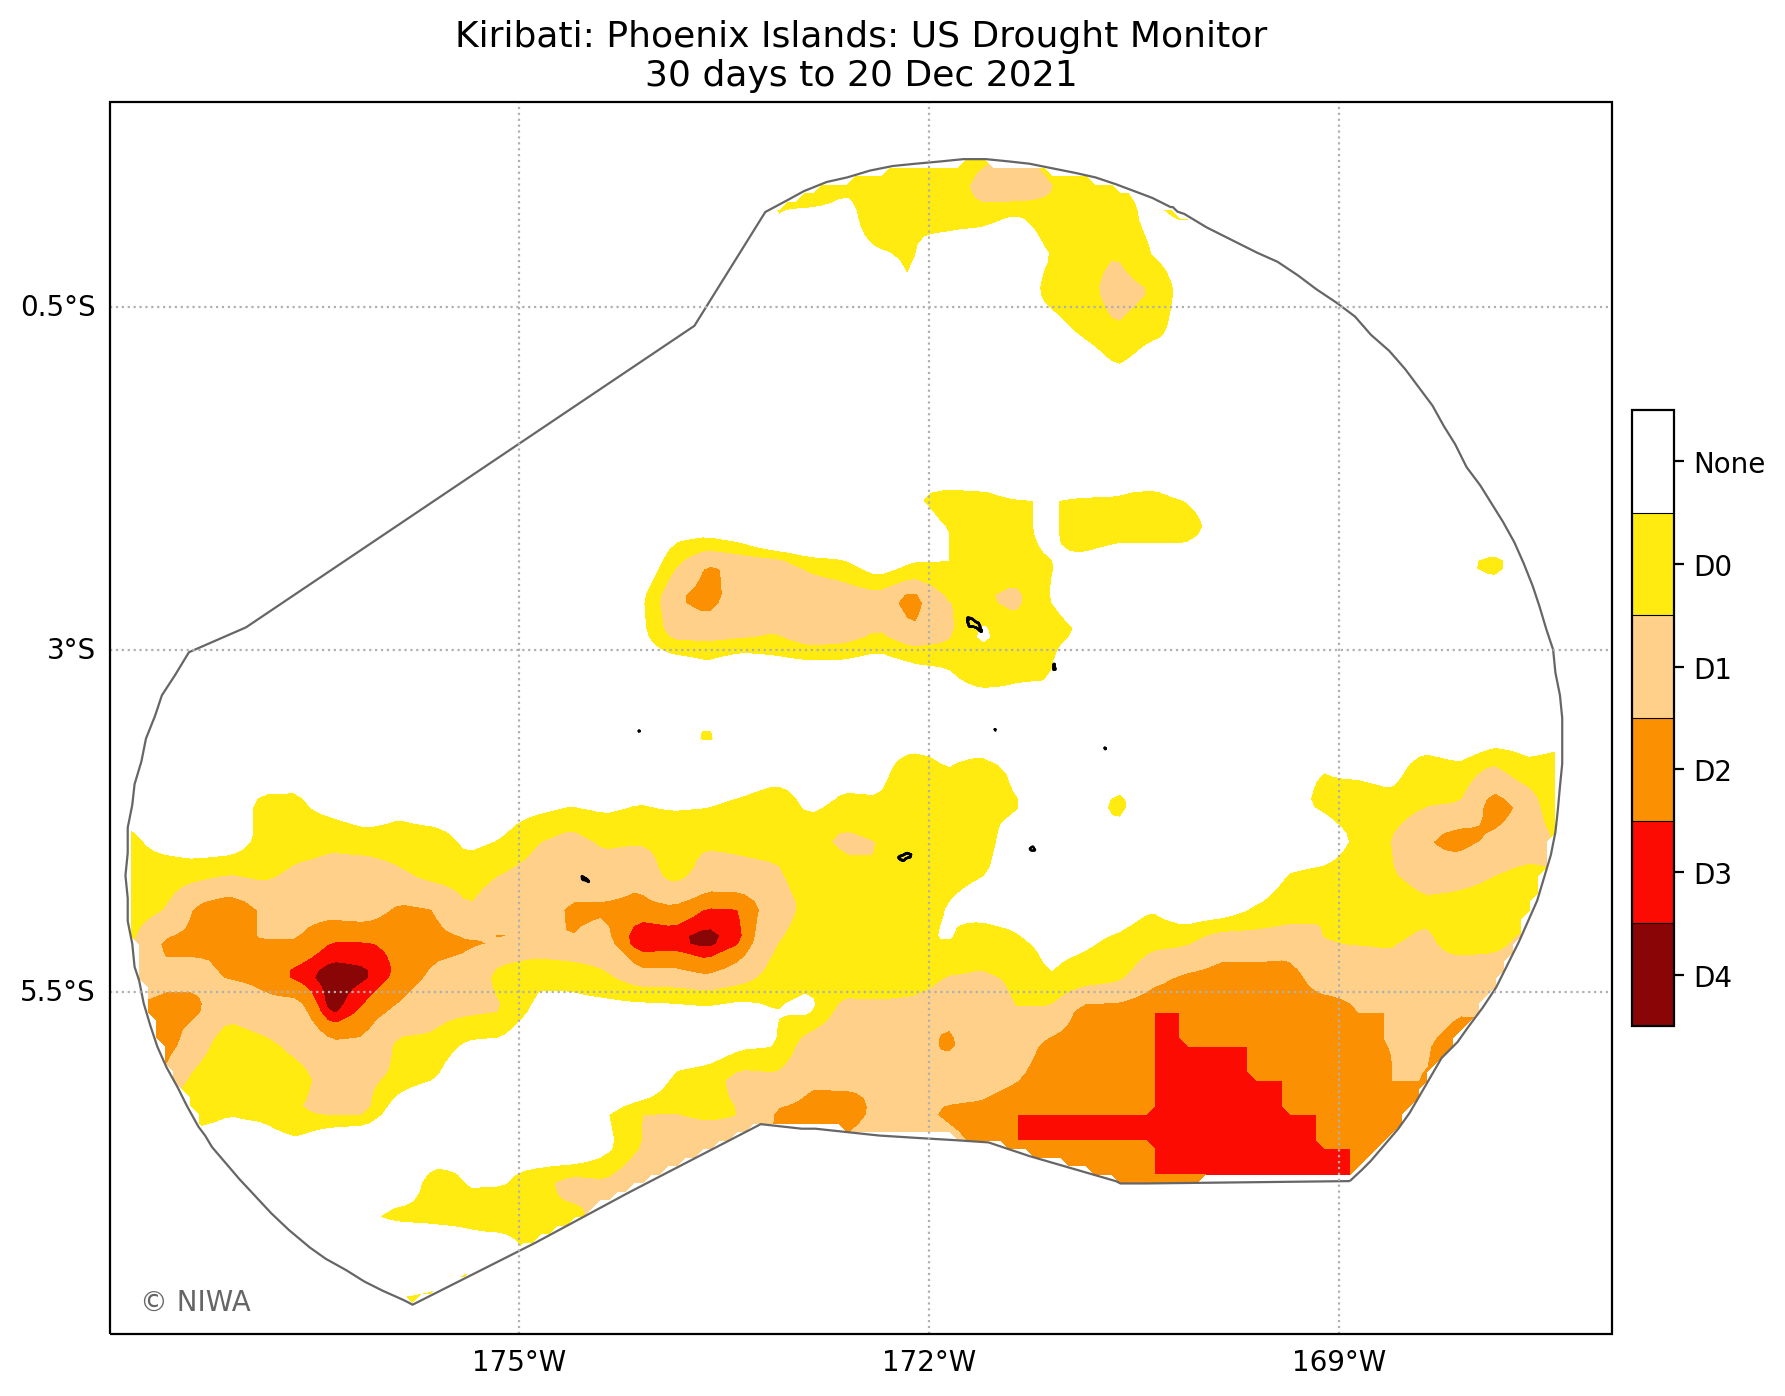 Kiribati: Phoenix Islands: US Drought Monitor
30 days to 20 Dec 2021
0.5°S
3°S
5.5°S
175°W
172°W
169°W
None
D0
D1
D2
D3
D4
© NIWA